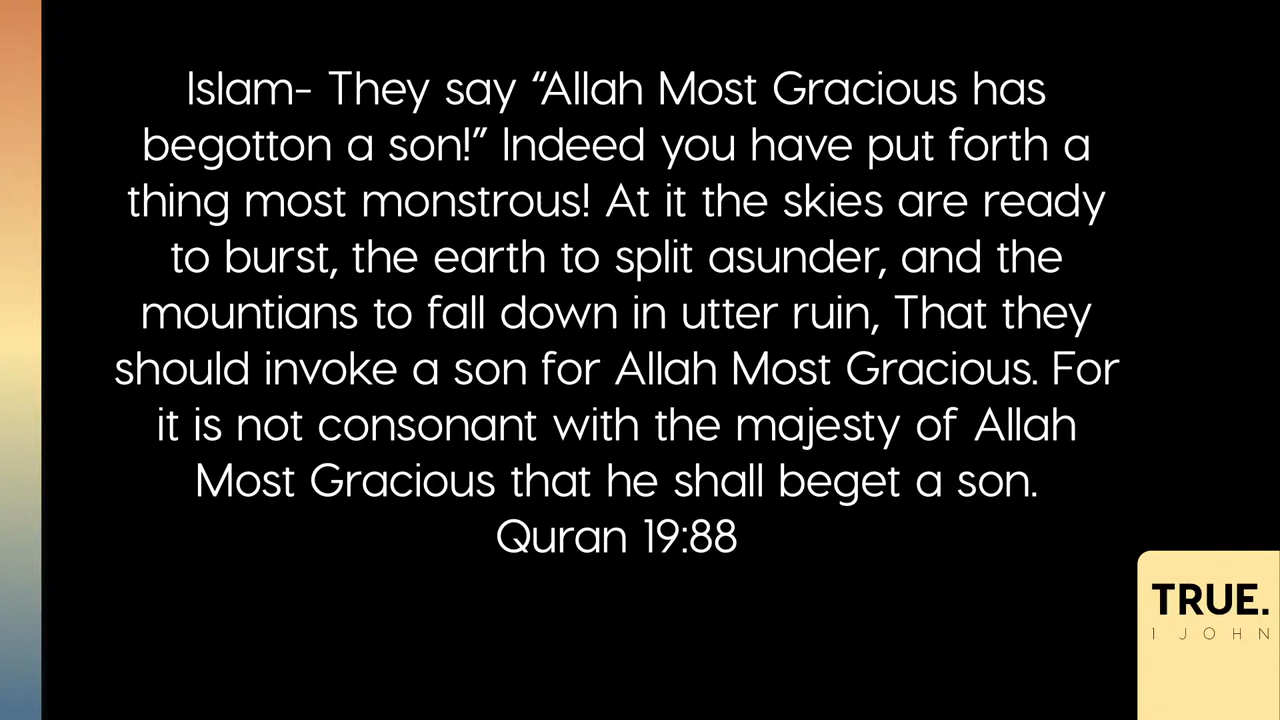 Islam- They say “Allah Most Gracious has
begotton a son!” Indeed you have put forth a
thing most monstrous! At it the skies are ready
to burst, the earth to split asunder, and the
mountians to fall down in utter ruin, That they
should invoke a son for Allah Most Gracious. For
it is not consonant with the majesty of Allah
Most Gracious that he shall beget a son.
Quran 19:88
TRUE.
1 JOHN